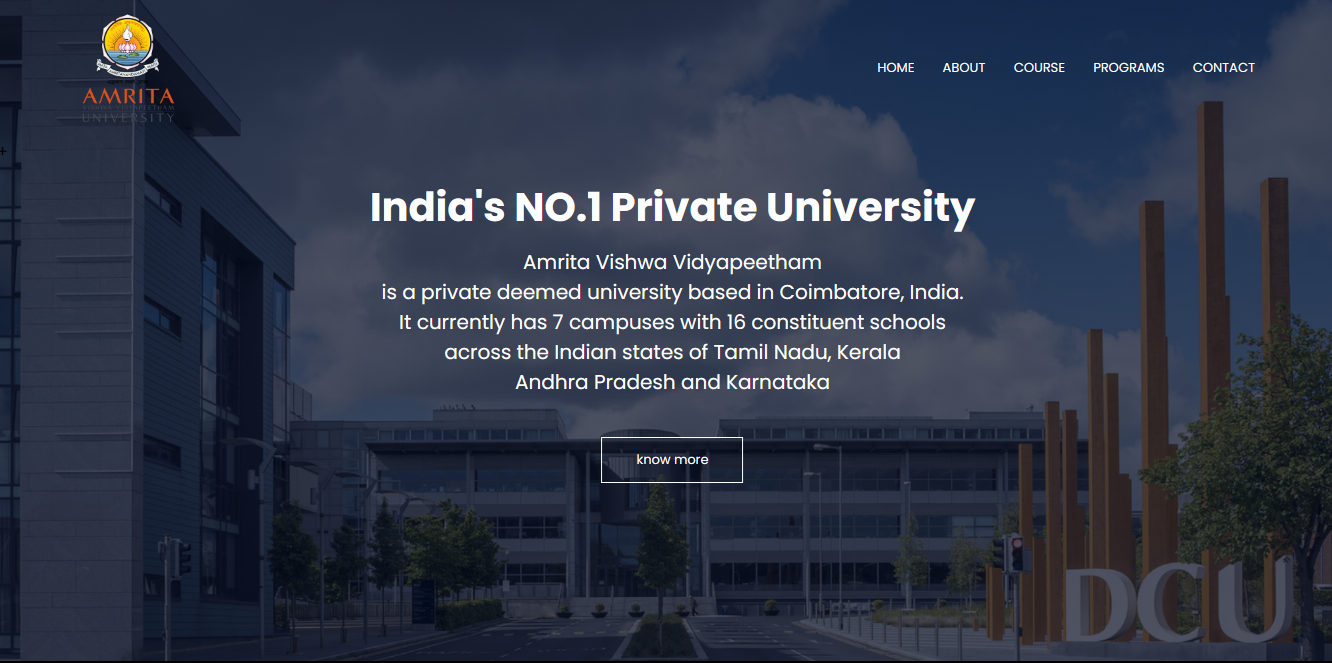 AMRITA
VISHWA VIDYAPEETHAM
UNIVERSITY
HOME ABOUT COURSE PROGRAMS CONTACT
India's NO.1 Private University
Amrita Vishwa Vidyapeetham
is a private deemed university based in Coimbatore, India.
It currently has 7 campuses with 16 constituent schools
across the Indian states of Tamil Nadu, Kerala
Andhra Pradesh and Karnataka
know more
DCU